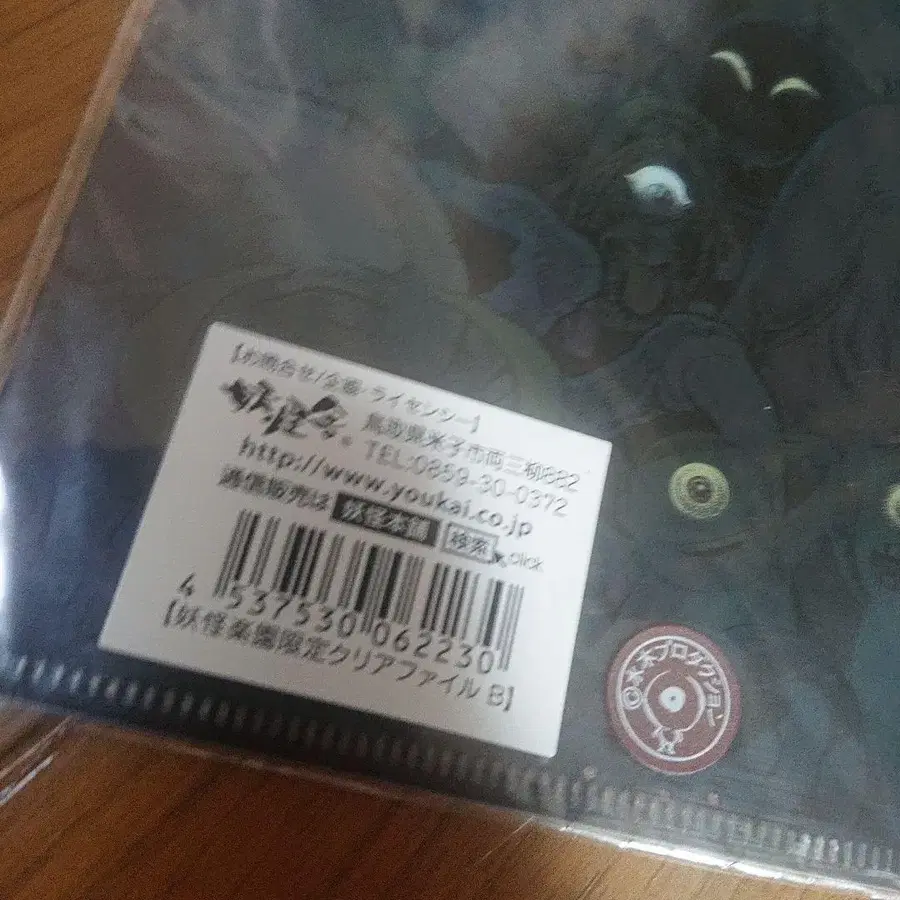 【お問合せ/企画・ライセンシー】
妖怪舎®
鳥取県米子市両三柳882
TEL:0859-30-0372
http://www.youkai.co.jp
通信販売は 妖怪本舗 検索 click
4 537530 062230
【妖怪楽園限定クリアファイル B】
©水木プロダクション